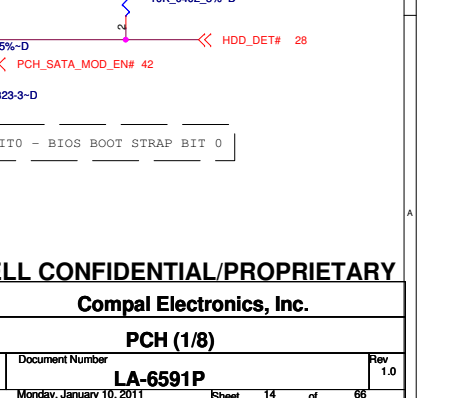 2
HDD_DET# 28
5%~D
PCH_SATA_MOD_EN# 42
323-3~D
IT0 - BIOS BOOT STRAP BIT 0
A
ELL CONFIDENTIAL/PROPRIETARY
Compal Electronics, Inc.
PCH (1/8)
Document Number
Rev
LA-6591P
1.0
Monday, January 10, 2011
Sheet 14 of 66